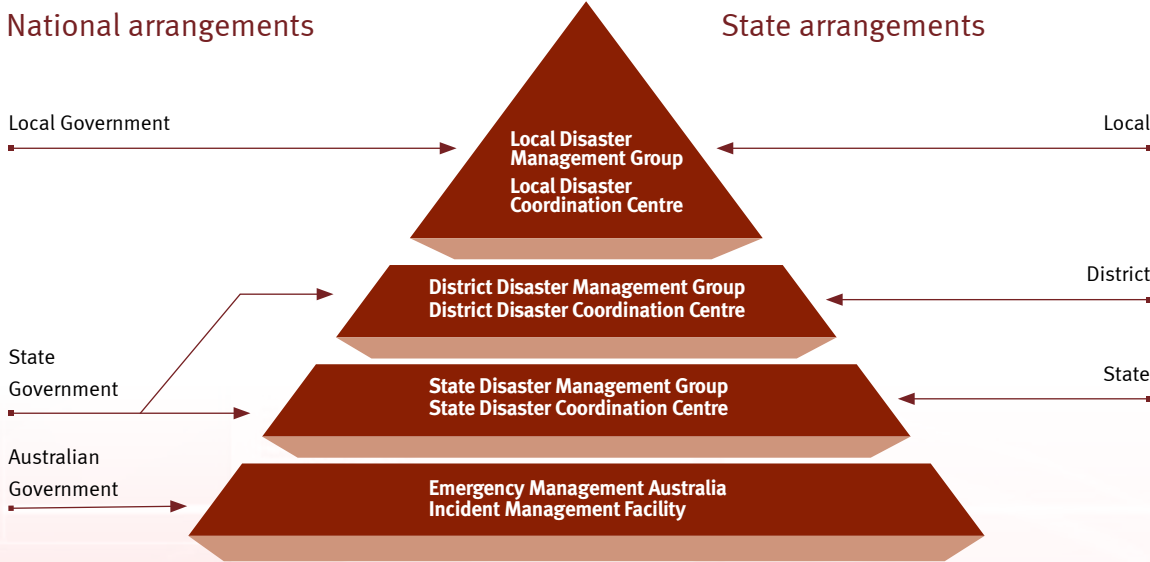 National arrangements
State arrangements
Local Government
Local
Local Disaster
Management Group
Local Disaster
Coordination Centre
District
District Disaster Management Group
District Disaster Coordination Centre
State
Government
State
State Disaster Management Group
State Disaster Coordination Centre
Australian
Government
Emergency Management Australia
Incident Management Facility